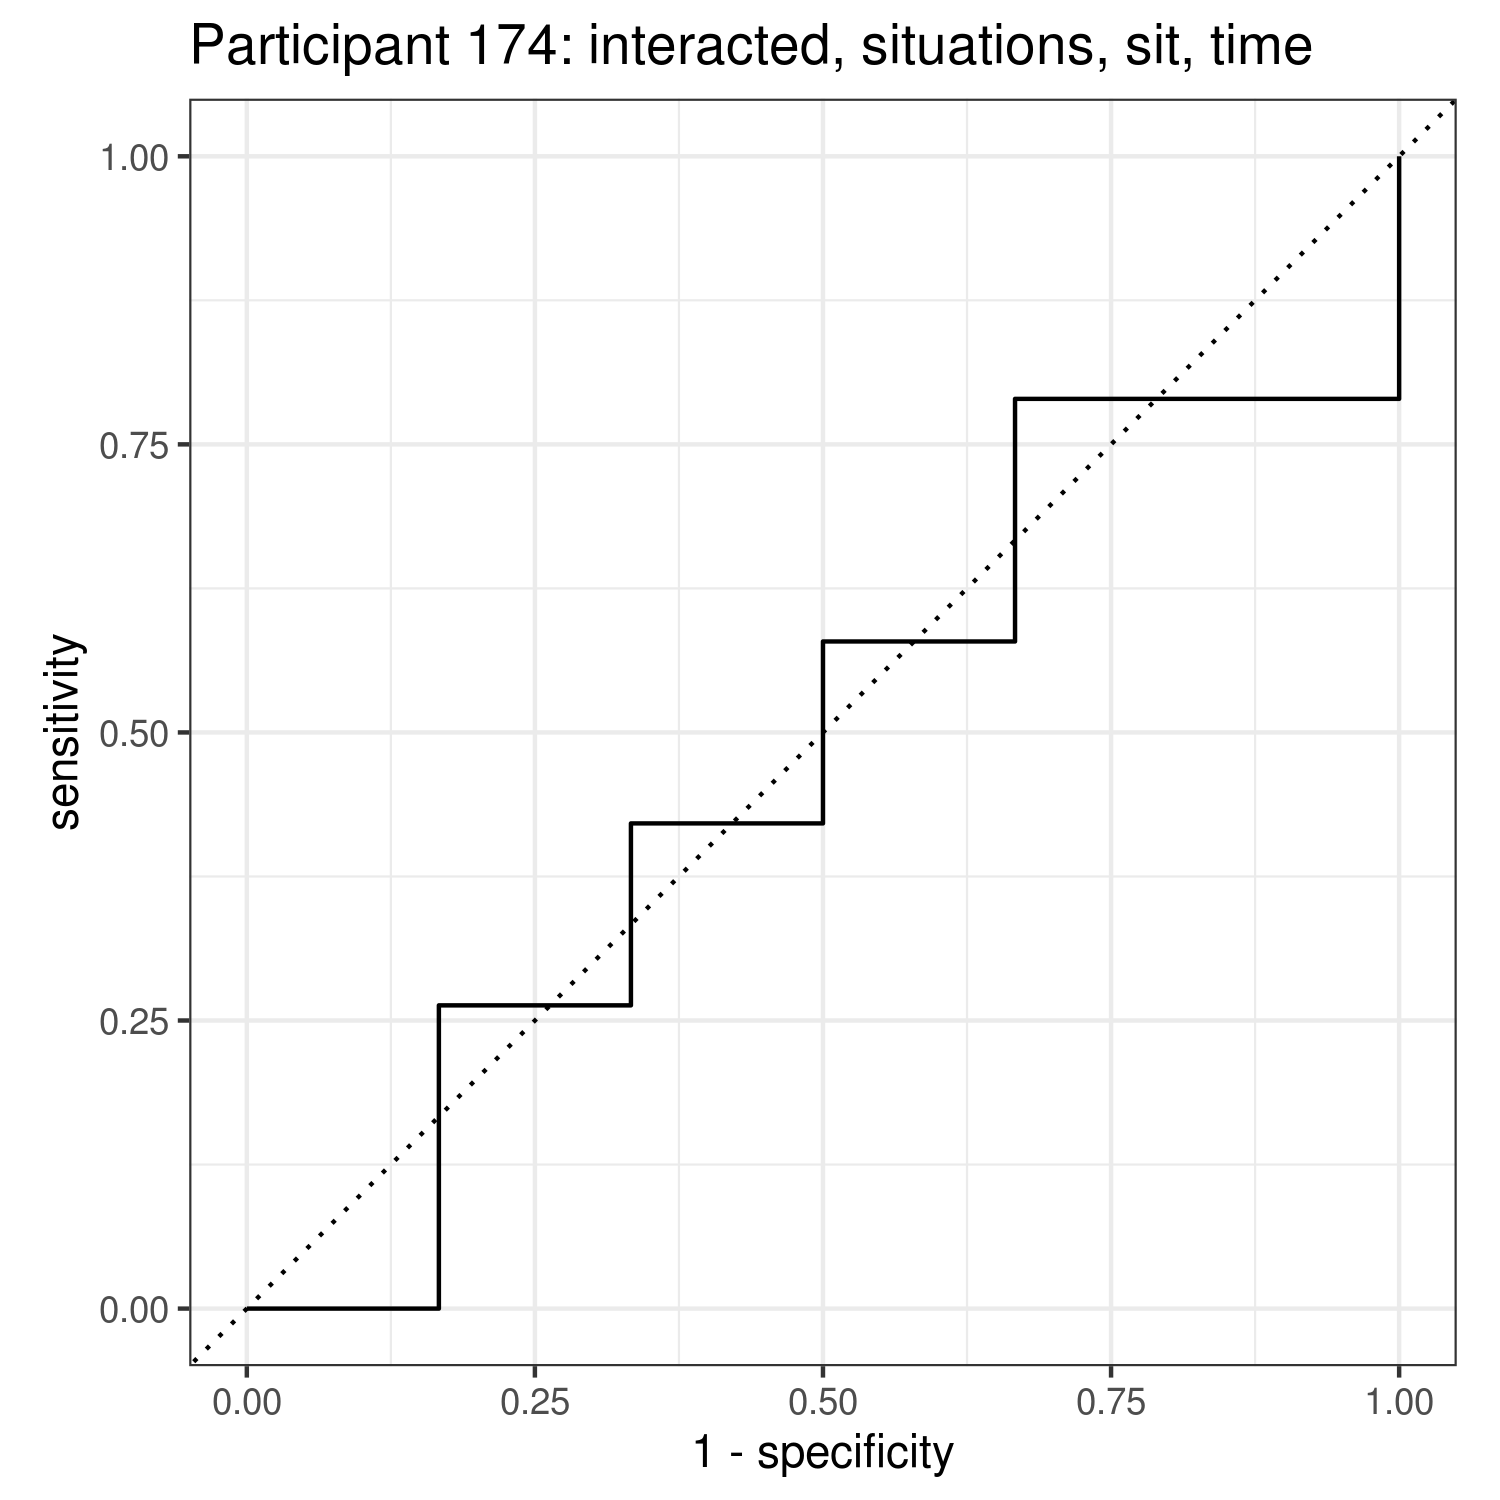 Participant 174: interacted, situations, sit, time
sensitivity
1.00
0.75
0.50
0.25
0.00
0.00 0.25 0.50 0.75 1.00
1 - specificity